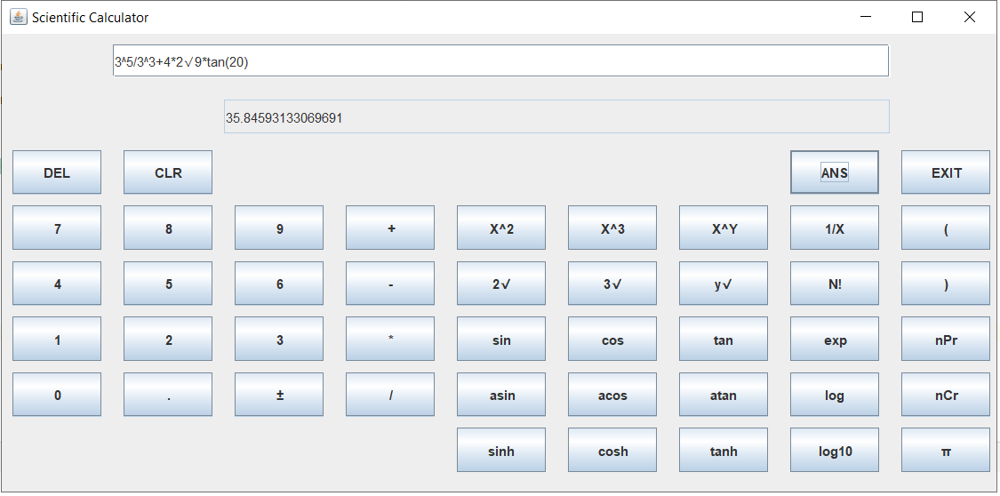 Scientific Calculator
3^5/3^3+4*2√9*tan(20)
35.84593133069691
DEL CLR ANS EXIT
7 8 9 + X^2 X^3 X^Y 1/X (
4 5 6 - 2√ 3√ y√ N! )
1 2 3 * sin cos tan exp nPr
0 . ± / asin acos atan log nCr
sinh cosh tanh log10 π